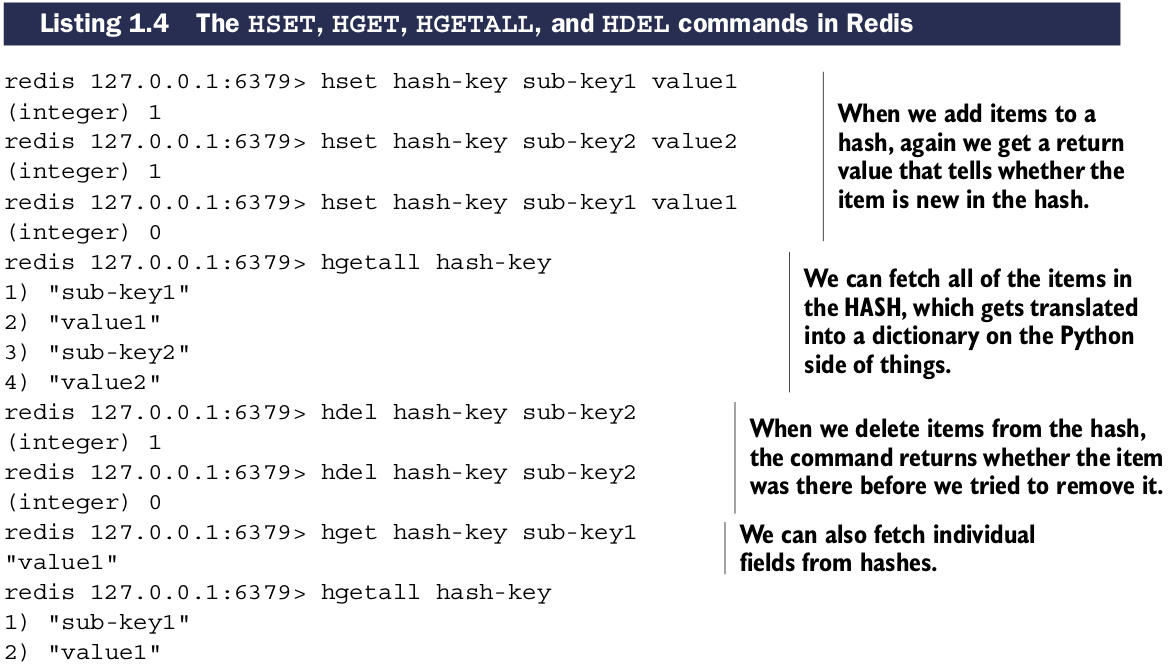 Listing 1.4 The HSET, HGET, HGETALL, and HDEL commands in Redis
redis 127.0.0.1:6379> hset hash-key sub-key1 value1
(integer) 1
redis 127.0.0.1:6379> hset hash-key sub-key2 value2
(integer) 1
redis 127.0.0.1:6379> hset hash-key sub-key1 value1
(integer) 0
When we add items to a
hash, again we get a return
value that tells whether the
item is new in the hash.
redis 127.0.0.1:6379> hgetall hash-key
1) "sub-key1"
2) "value1"
3) "sub-key2"
4) "value2"
We can fetch all of the items in
the HASH, which gets translated
into a dictionary on the Python
side of things.
redis 127.0.0.1:6379> hdel hash-key sub-key2
(integer) 1
redis 127.0.0.1:6379> hdel hash-key sub-key2
(integer) 0
When we delete items from the hash,
the command returns whether the item
was there before we tried to remove it.
redis 127.0.0.1:6379> hget hash-key sub-key1
"value1"
We can also fetch individual
fields from hashes.
redis 127.0.0.1:6379> hgetall hash-key
1) "sub-key1"
2) "value1"